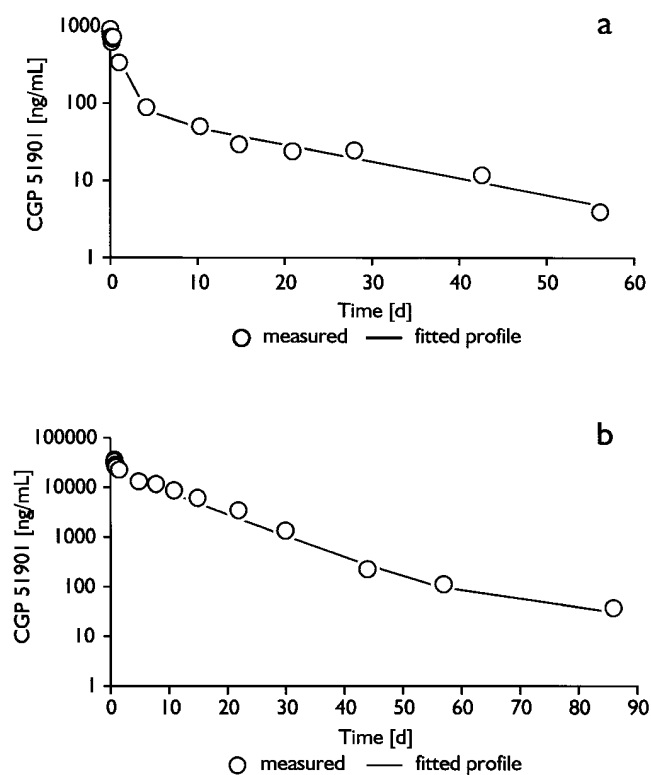 a
CGP 51901 [ng/mL]
1000
100
10
1
0 10 20 30 40 50 60
Time [d]
measured fitted profile
b
CGP 51901 [ng/mL]
100000
10000
1000
100
10
1
0 10 20 30 40 50 60 70 80 90
Time [d]
measured fitted profile